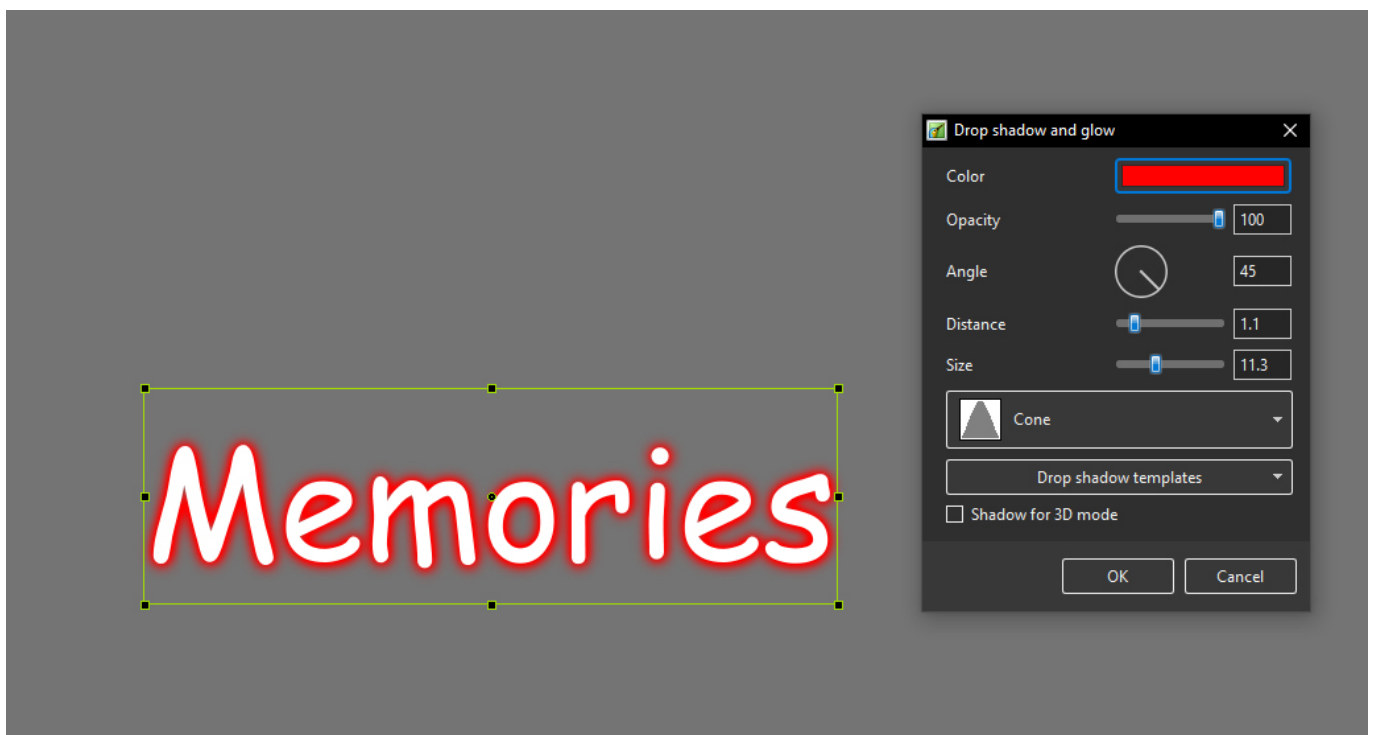 Drop shadow and glow
Color
Opacity 100
Angle 45
Distance 1.1
Size 11.3
Cone
Drop shadow templates
Shadow for 3D mode
OK Cancel
Memories